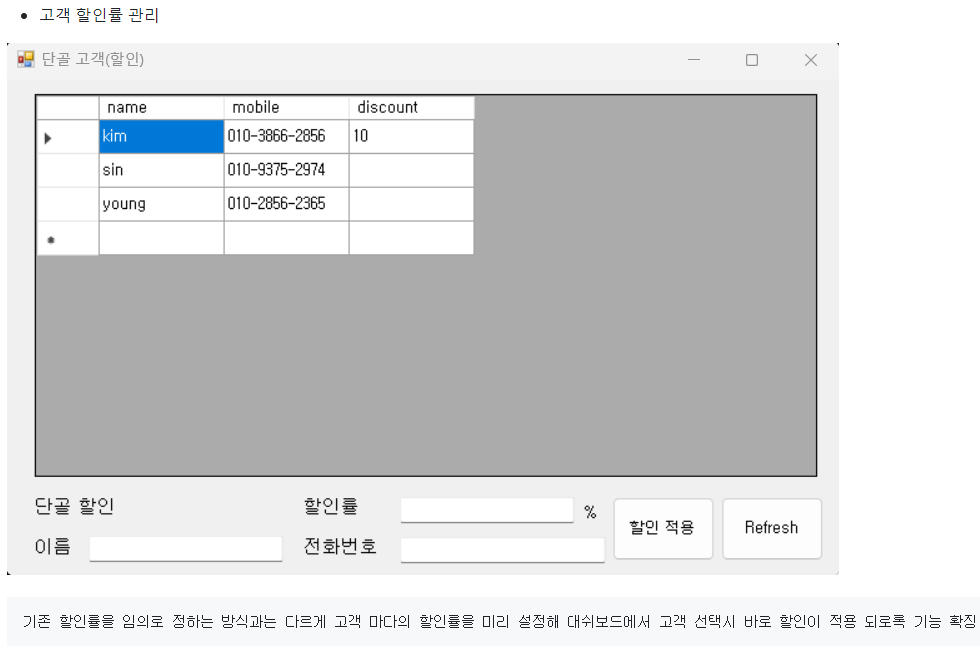 고객 할인률 관리
단골 고객(할인)
name mobile discount
kim 010-3866-2856 10
sin 010-9375-2974
young 010-2856-2365
단골 할인 할인률 %
이름 전화번호 할인 적용 Refresh
기존 할인률을 임의로 정하는 방식과는 다르게 고객 마다의 할인률을 미리 설정해 대쉬보드에서 고객 선택시 바로 할인이 적용 되로록 기능 확장